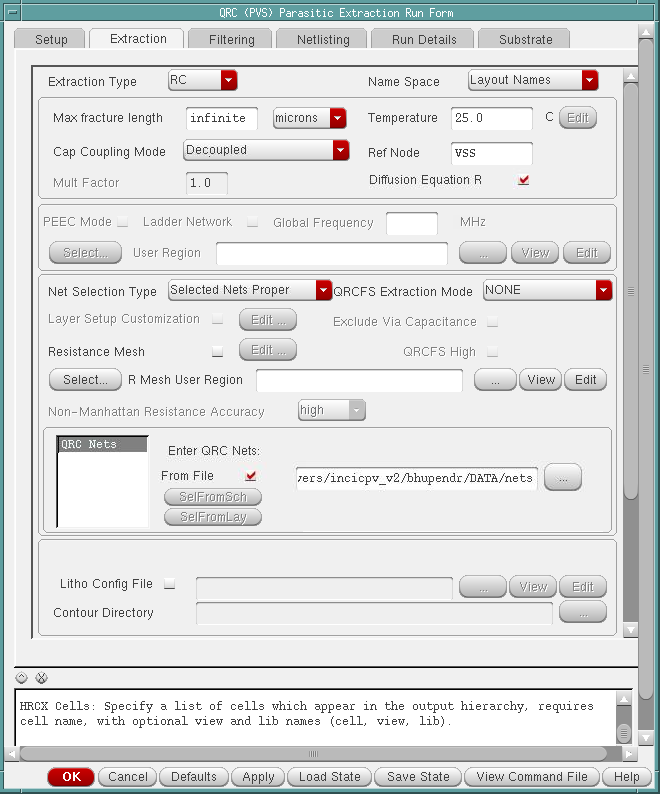 QRC (PVS) Parasitic Extraction Run Form
Setup Extraction Filtering Netlisting Run Details Substrate
Extraction Type RC Name Space Layout Names
Max fracture length infinite microns Temperature 25.0 C Edit
Cap Coupling Mode Decoupled Ref Node VSS
Mult Factor 1.0 Diffusion Equation R
PEEC Mode Ladder Network Global Frequency MHz
Select... User Region ... View Edit
Net Selection Type Selected Nets Proper QRCFS Extraction Mode NONE
Layer Setup Customization Edit ... Exclude Via Capacitance
Resistance Mesh Edit ... QRCFS High
Select... R Mesh User Region ... View Edit
Non-Manhattan Resistance Accuracy high
QRC Nets Enter QRC Nets:
From File vers/incicpv_v2/bhupendr/DATA/nets ...
SelFromSch
SelFromLay
Litho Config File ... View Edit
Contour Directory ...
HRCX Cells: Specify a list of cells which appear in the output hierarchy, requires
cell name, with optional view and lib names (cell, view, lib).
OK Cancel Defaults Apply Load State Save State View Command File Help